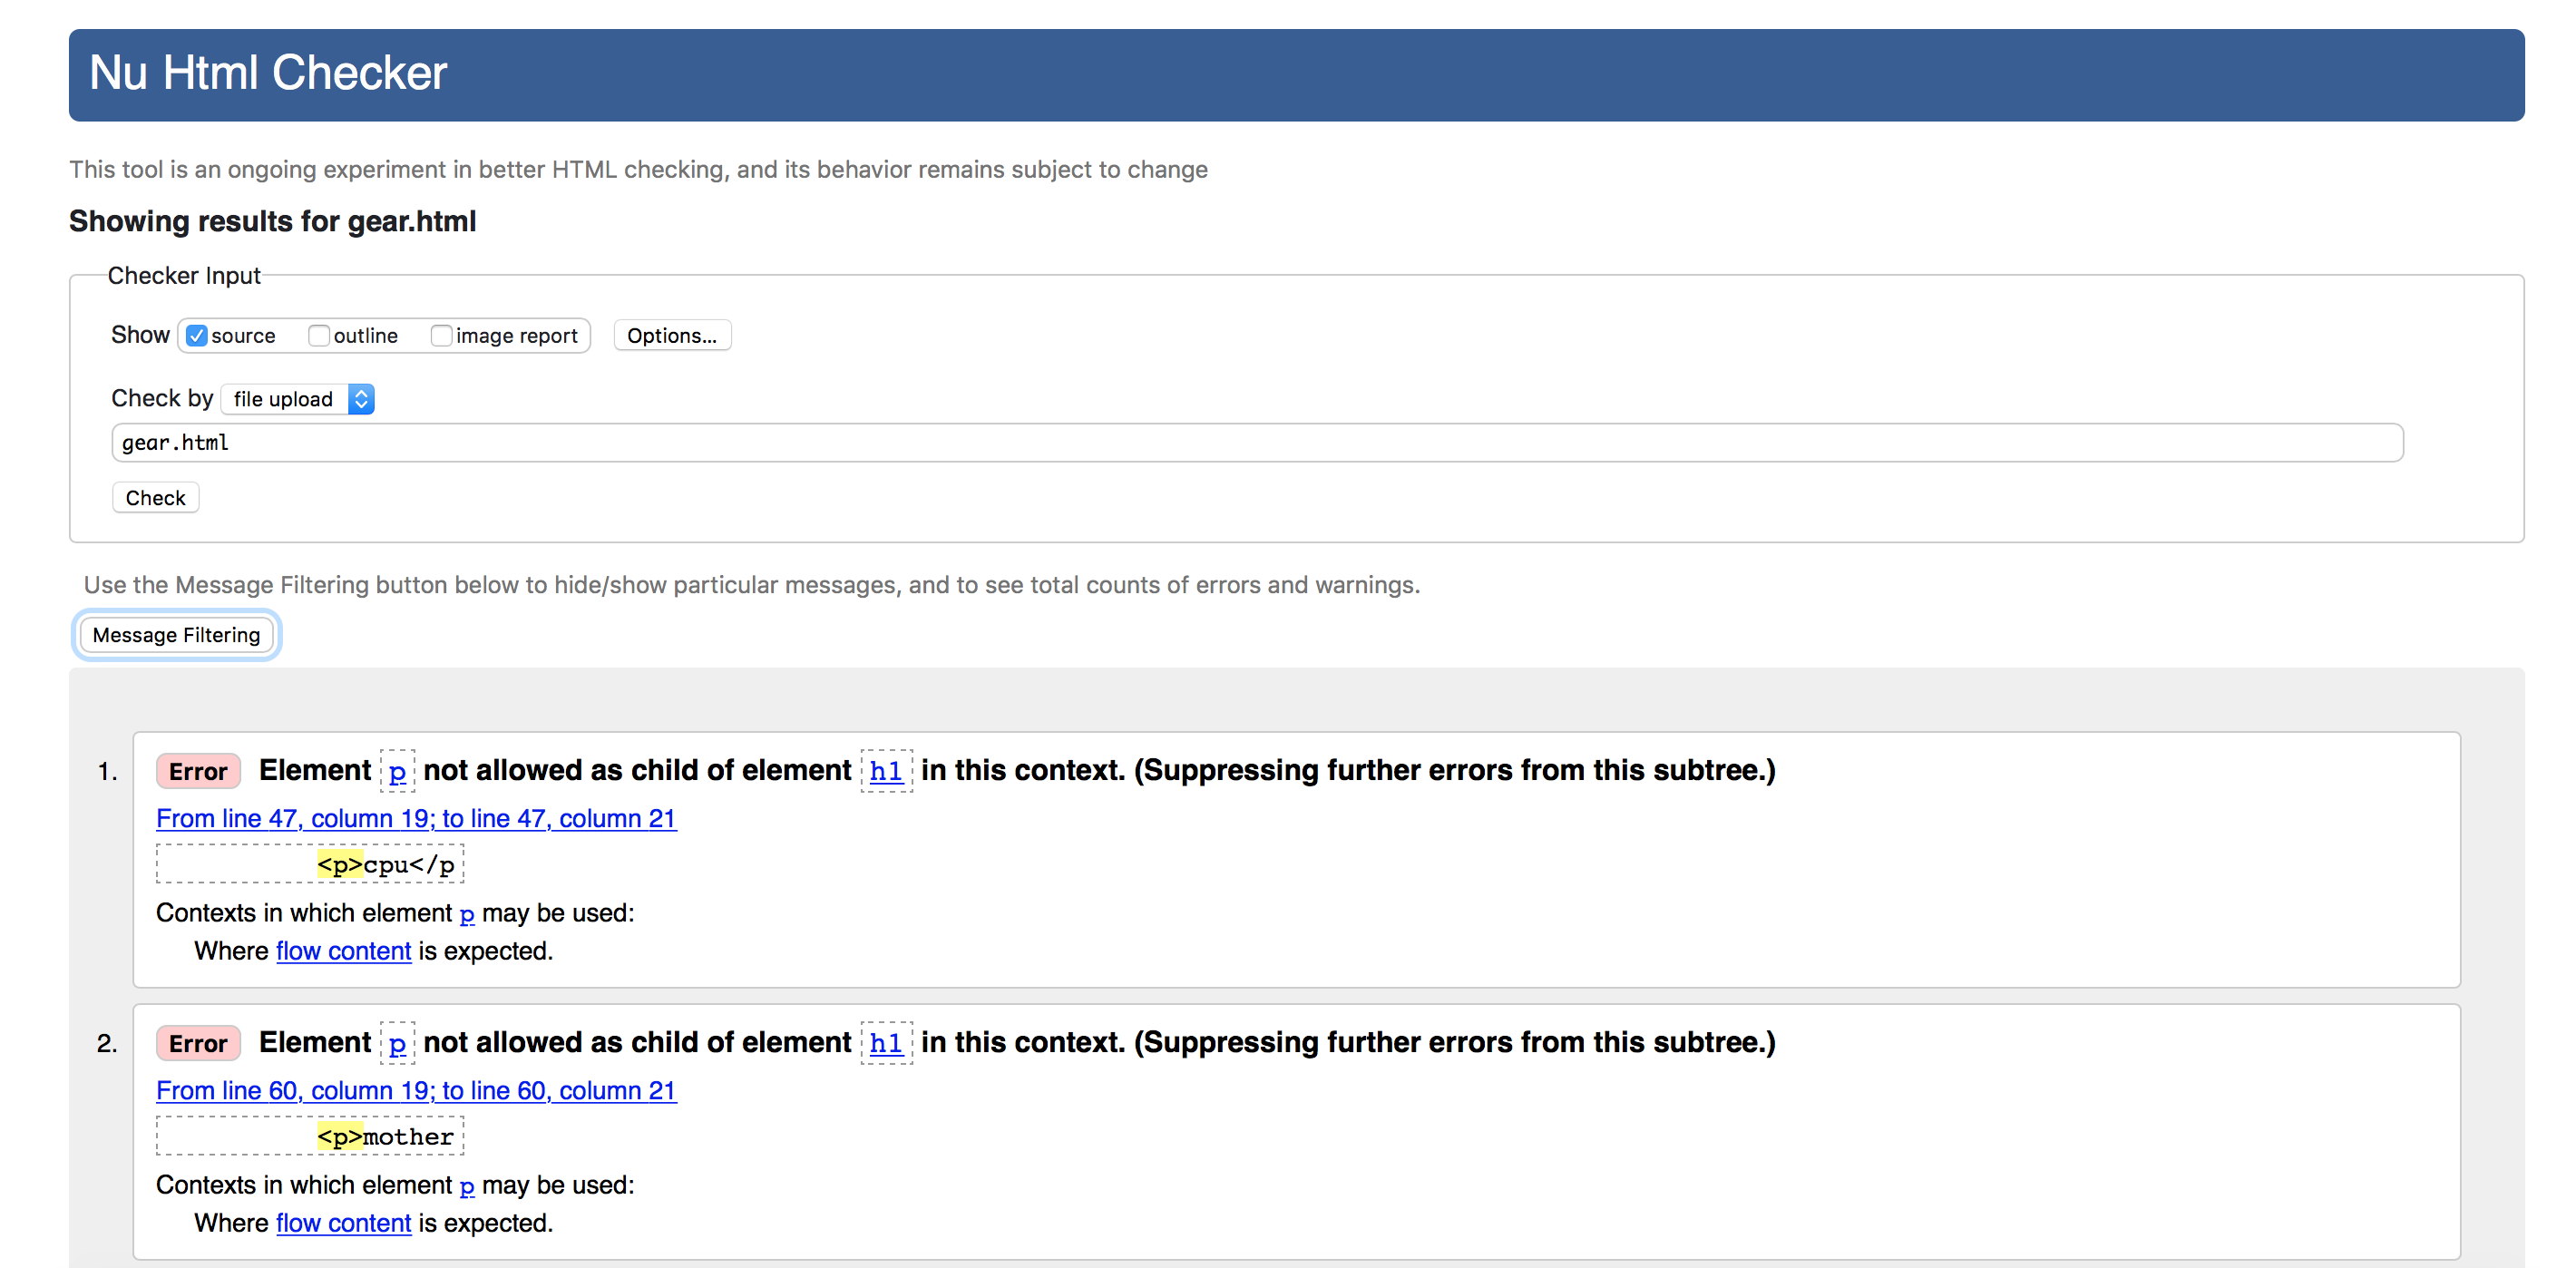 Nu Html Checker
This tool is an ongoing experiment in better HTML checking, and its behavior remains subject to change
Showing results for gear.html
Checker Input
Show source outline image report Options...
Check by file upload
gear.html
Check
Use the Message Filtering button below to hide/show particular messages, and to see total counts of errors and warnings.
Message Filtering
1. Error Element p not allowed as child of element h1 in this context. (Suppressing further errors from this subtree.)
From line 47, column 19; to line 47, column 21
<p>cpu</p
Contexts in which element p may be used:
Where flow content is expected.
2. Error Element p not allowed as child of element h1 in this context. (Suppressing further errors from this subtree.)
From line 60, column 19; to line 60, column 21
<p>mother
Contexts in which element p may be used:
Where flow content is expected.